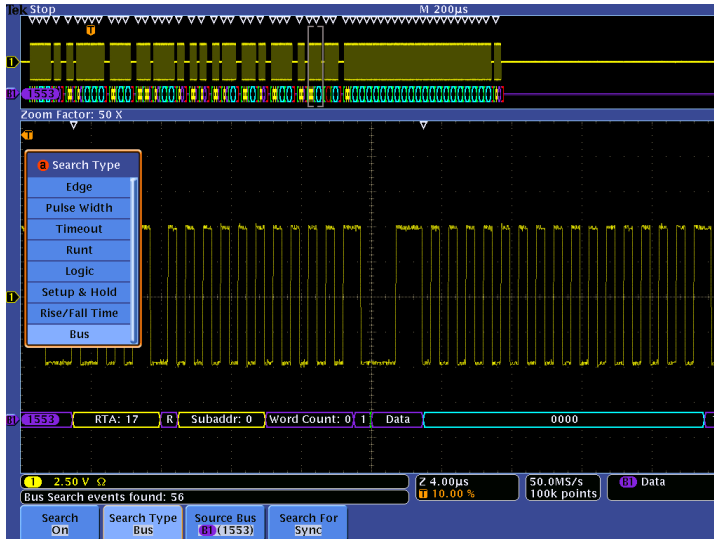 Tek Stop M 200µs
T
1
B1 1553
Zoom Factor: 50 X
T
a Search Type
Edge
Pulse Width
Timeout
Runt
Logic
Setup & Hold
1
Rise/Fall Time
Bus
B1 1553 RTA: 17 R Subaddr: 0 Word Count: 0 1 Data 0000
1 2.50 V Ω Z 4.00µs 50.0MS/s B1 Data
Bus Search events found: 56 T 10.00 % 100k points
Search Search Type Source Bus Search For
On Bus B1 (1553) Sync